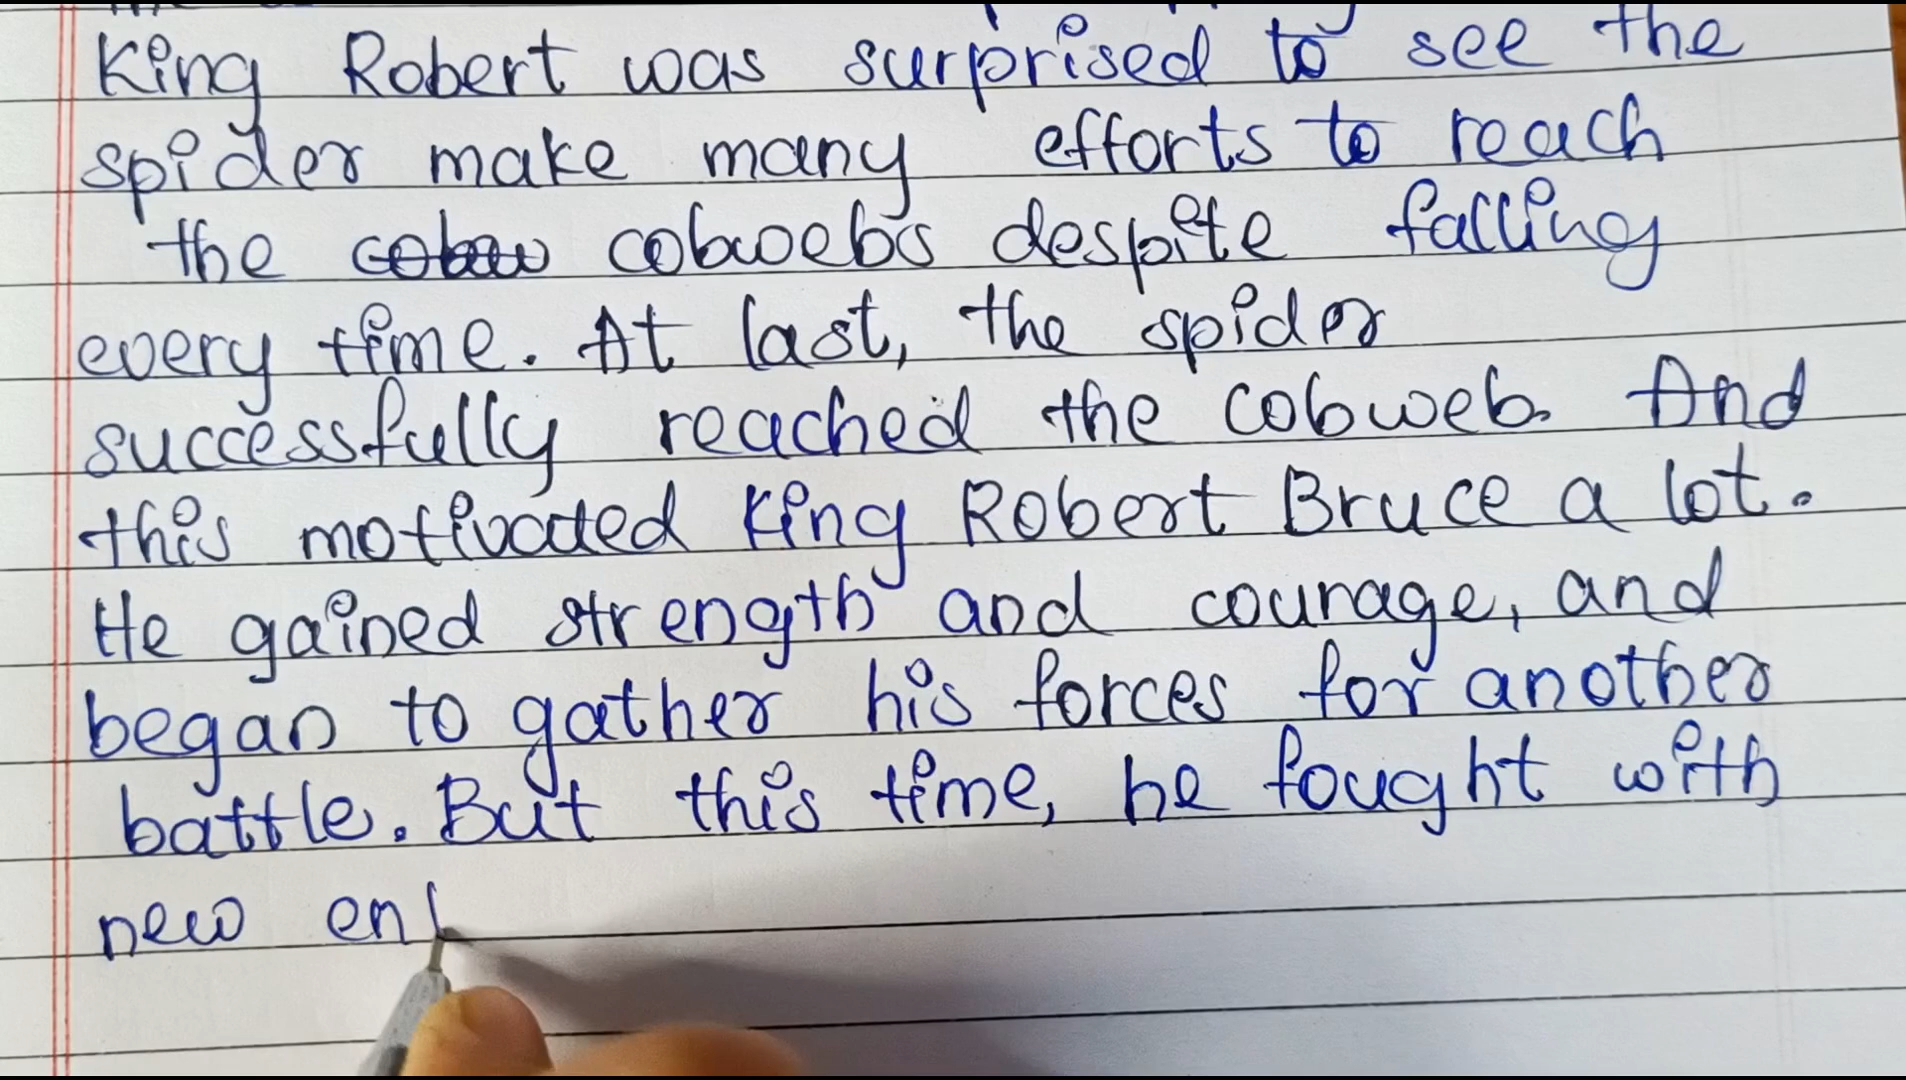 King Robert was surprised to see the
spider make many efforts to reach
the cobwebs despite falling
every time. At last, the spider
successfully reached the cobweb. And
this motivated King Robert Bruce a lot.
He gained strength and courage, and
began to gather his forces for another
battle. But this time, he fought with
new en